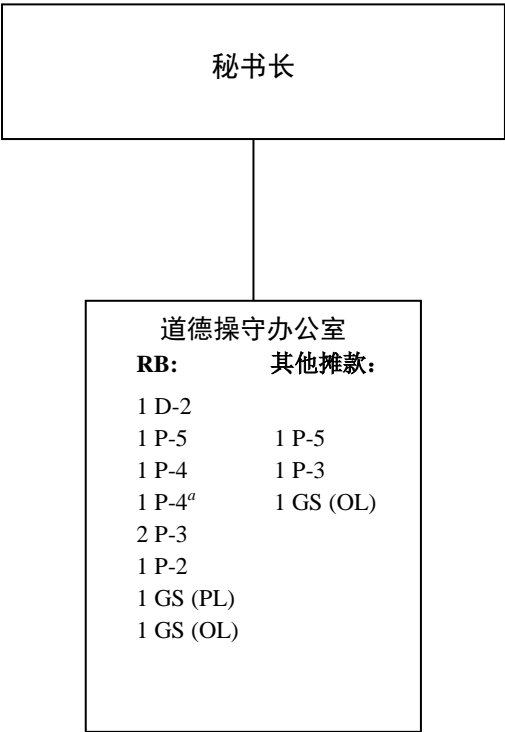 秘书长
道德操守办公室
RB: 其他摊款：
1 D-2
1 P-5 1 P-5
1 P-4 1 P-3
1 P-4ᵃ 1 GS (OL)
2 P-3
1 P-2
1 GS (PL)
1 GS (OL)